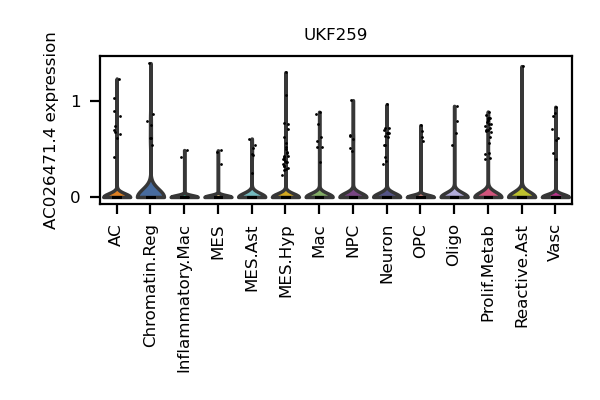 UKF259
AC026471.4 expression
1
0
AC
Chromatin.Reg
Inflammatory.Mac
MES
MES.Ast
MES.Hyp
Mac
NPC
Neuron
OPC
Oligo
Prolif.Metab
Reactive.Ast
Vasc